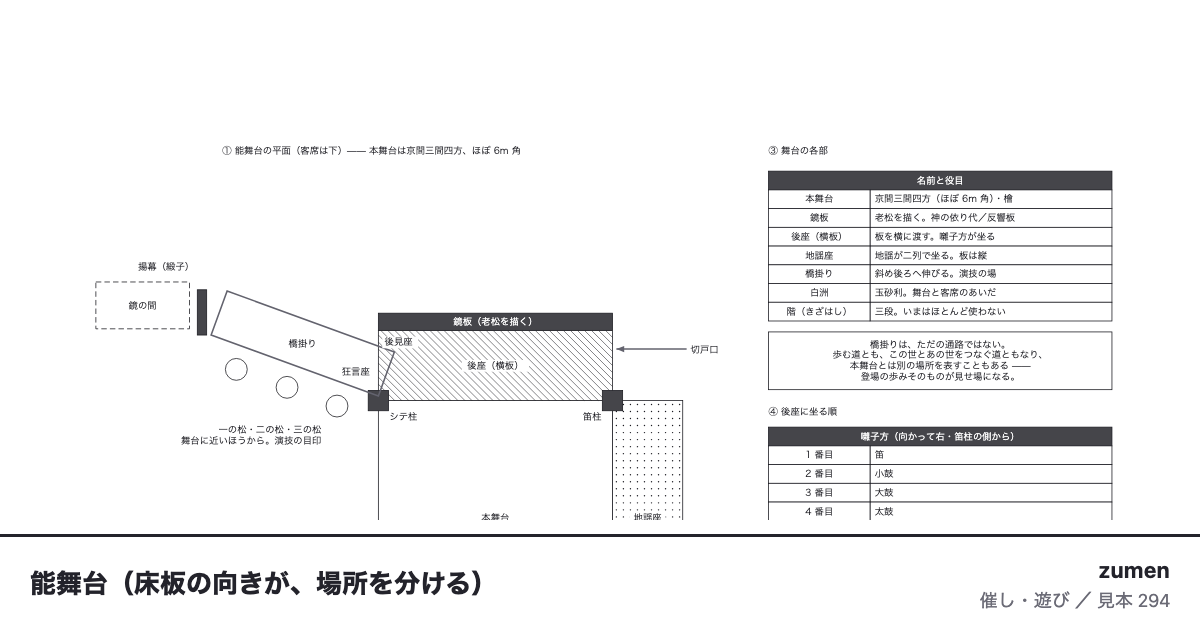 ① 能舞台の平面（客席は下）—— 本舞台は京間三間四方、ほぼ 6m 角
揚幕（緞子）
鏡の間
橋掛り
鏡板（老松を描く）
後見座
後座（横板）
切戸口
狂言座
シテ柱
笛柱
一の松・二の松・三の松
舞台に近いほうから。演技の目印
本舞台
地謡座
③ 舞台の各部
名前と役目
本舞台 京間三間四方（ほぼ 6m 角）・檜
鏡板 老松を描く。神の依り代／反響板
後座（横板） 板を横に渡す。囃子方が坐る
地謡座 地謡が二列で坐る。板は縦
橋掛り 斜め後ろへ伸びる。演技の場
白洲 玉砂利。舞台と客席のあいだ
階（きざはし） 三段。いまはほとんど使わない
橋掛りは、ただの通路ではない。
歩む道とも、この世とあの世をつなぐ道ともなり、
本舞台とは別の場所を表すこともある ——
登場の歩みそのものが見せ場になる。
④ 後座に坐る順
囃子方（向かって右・笛柱の側から）
1 番目 笛
2 番目 小鼓
3 番目 大鼓
4 番目 太鼓
能舞台（床板の向きが、場所を分ける）
zumen
催し・遊び ／ 見本 294